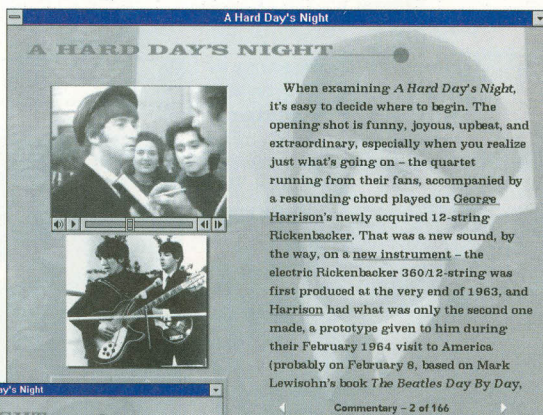 A Hard Day's Night
A HARD DAY'S NIGHT
When examining A Hard Day's Night,
it's easy to decide where to begin. The
opening shot is funny, joyous, upbeat, and
extraordinary, especially when you realize
just what's going on – the quartet
running from their fans, accompanied by
a resounding chord played on George
Harrison's newly acquired 12-string
Rickenbacker. That was a new sound, by
the way, on a new instrument – the
electric Rickenbacker 360/12-string was
first produced at the very end of 1963, and
Harrison had what was only the second one
made, a prototype given to him during
their February 1964 visit to America
(probably on February 8, based on Mark
Lewisohn's book The Beatles Day By Day,
Commentary – 2 of 166
ay's Night